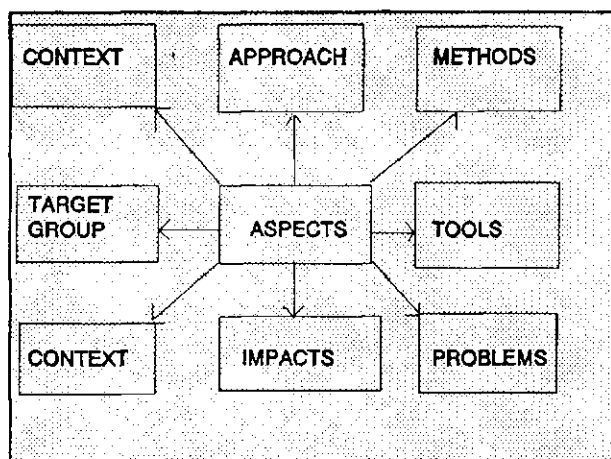 CONTEXT
APPROACH
METHODS
TARGET
GROUP
ASPECTS
TOOLS
CONTEXT
IMPACTS
PROBLEMS